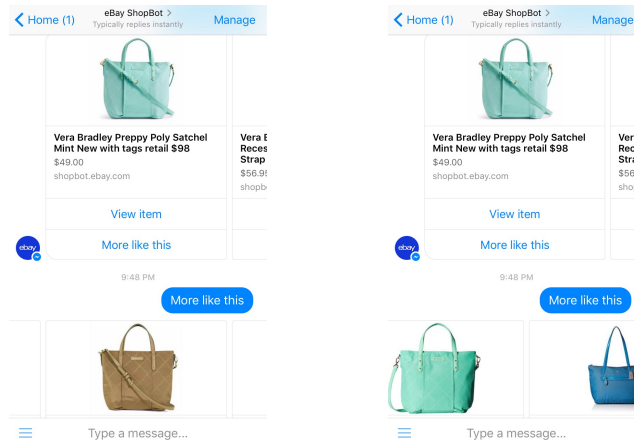 Home (1)
eBay ShopBot >
Typically replies instantly
Manage
Vera Bradley Preppy Poly Satchel
Mint New with tags retail $98
$49.00
shopbot.ebay.com
Vera
Reces
Strap
$56.95
shopb
View item
More like this
ebay
9:48 PM
More like this
Type a message...
Home (1)
eBay ShopBot >
Typically replies instantly
Manage
Vera Bradley Preppy Poly Satchel
Mint New with tags retail $98
$49.00
shopbot.ebay.com
Ver
Rec
Stra
$56
sho
View item
More like this
ebay
9:48 PM
More like this
Type a message...